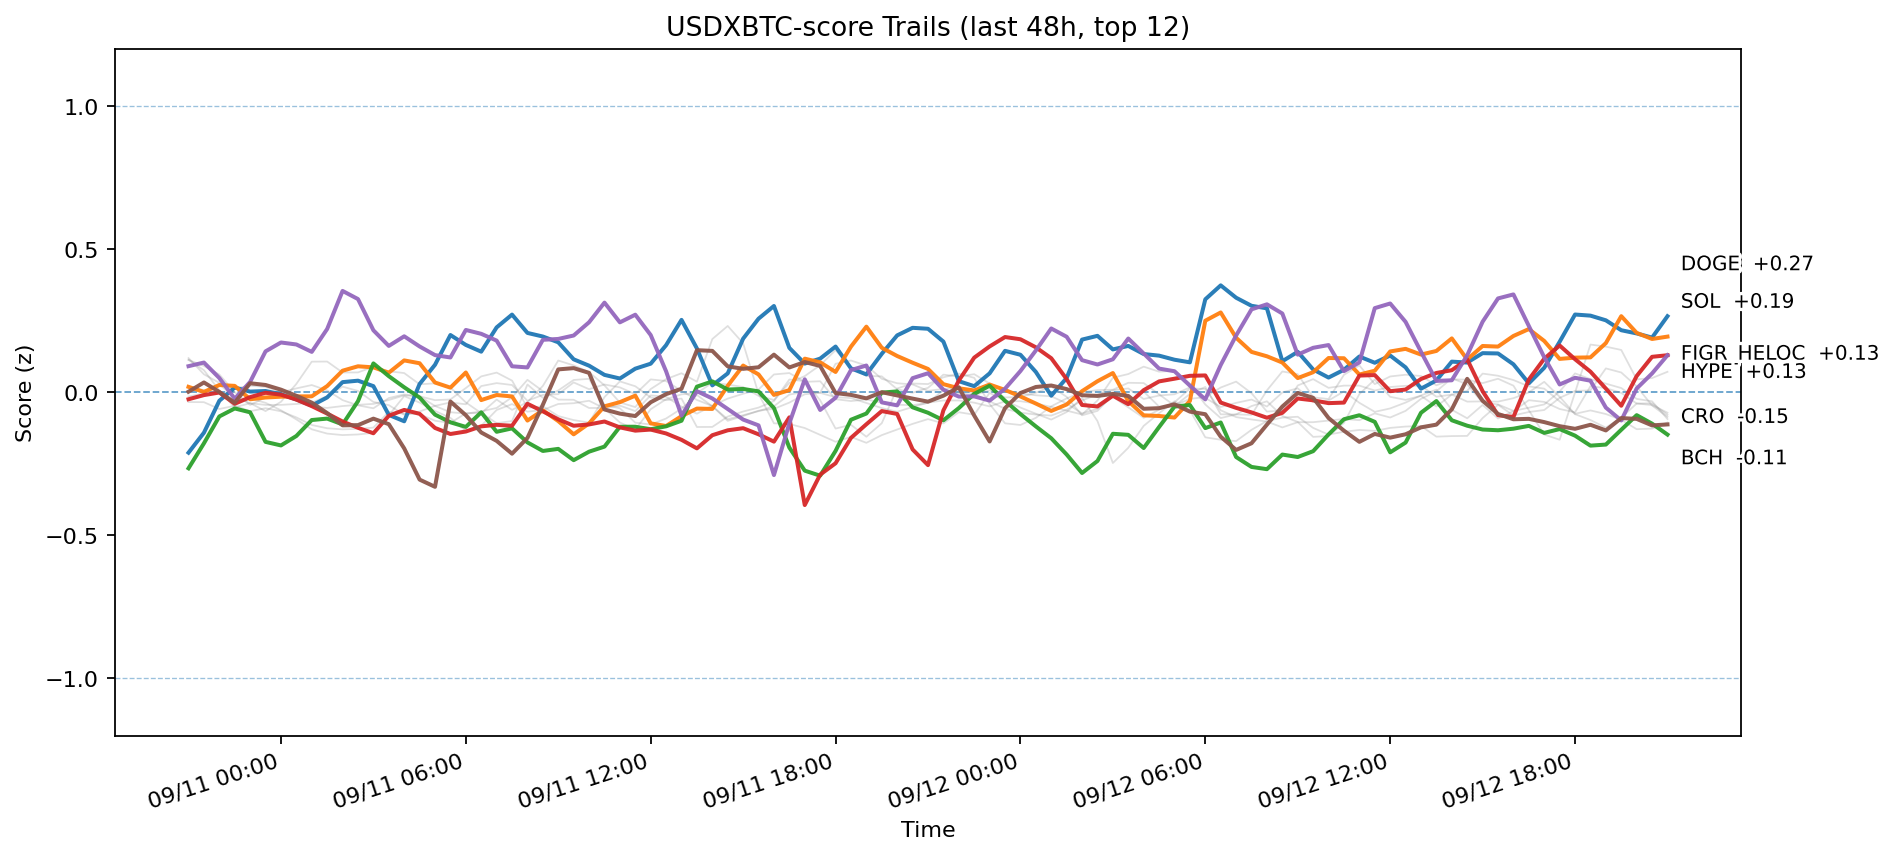 USDXBTC-score Trails (last 48h, top 12)
Score (z)
1.0
0.5
0.0
−0.5
−1.0
DOGE +0.27
SOL +0.19
FIGR_HELOC +0.13
HYPE +0.13
CRO -0.15
BCH -0.11
09/11 00:00
09/11 06:00
09/11 12:00
09/11 18:00
09/12 00:00
09/12 06:00
09/12 12:00
09/12 18:00
Time